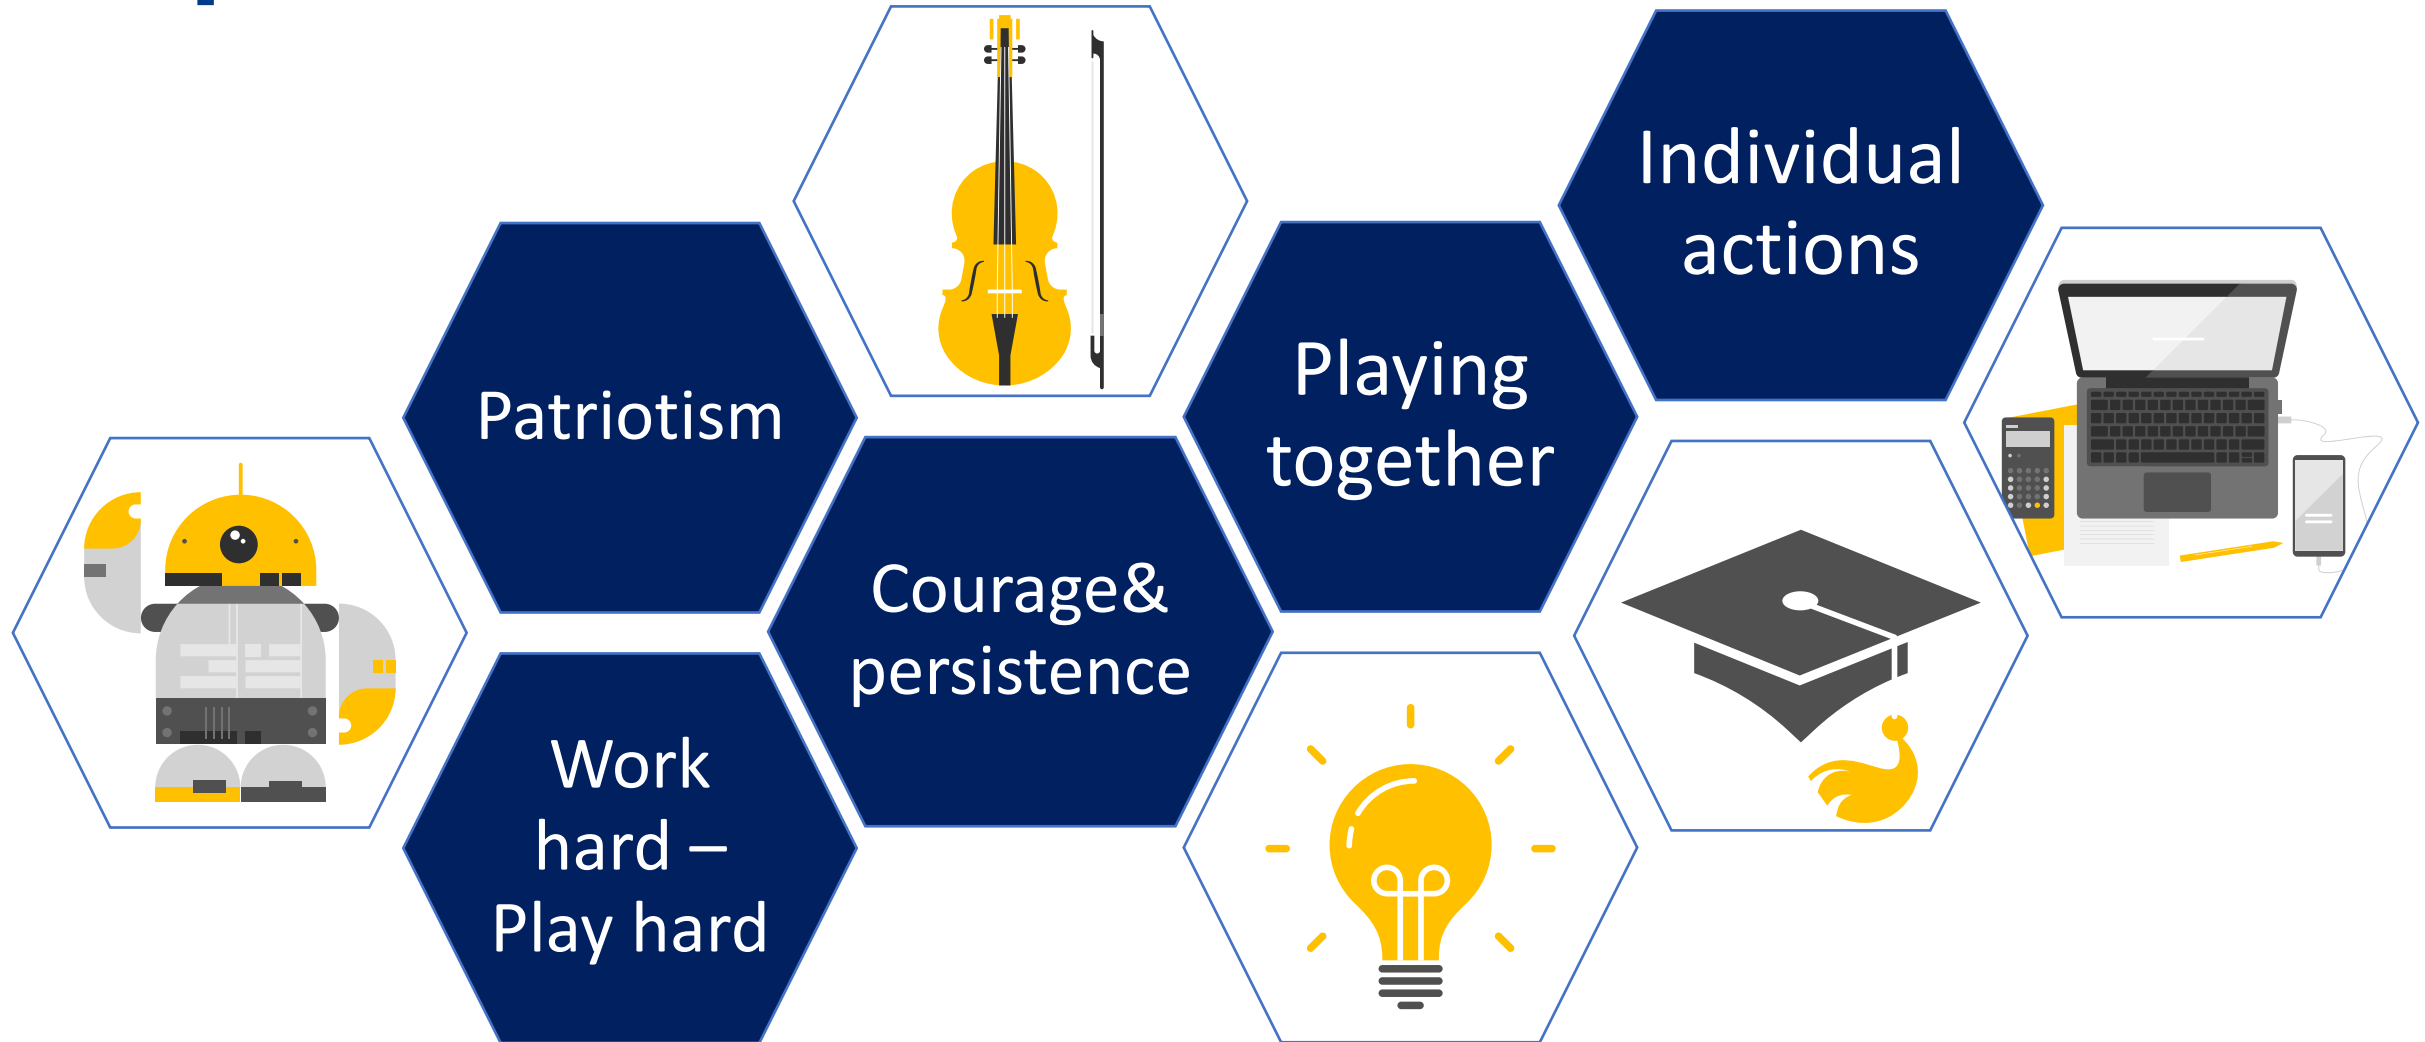 Individual
actions
Playing
together
Patriotism
Courage&
persistence
Work
hard –
Play hard